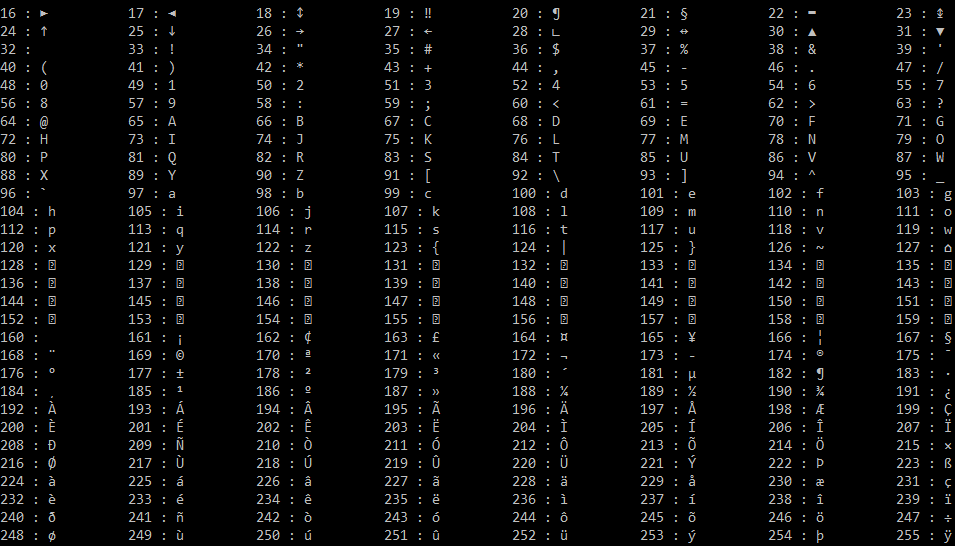 16 : ► 17 : ◄ 18 : ↕ 19 : ‼ 20 : ¶ 21 : § 22 : ▬ 23 : ↨
24 : ↑ 25 : ↓ 26 : → 27 : ← 28 : ∟ 29 : ↔ 30 : ▲ 31 : ▼
32 : 33 : ! 34 : " 35 : # 36 : $ 37 : % 38 : & 39 : '
40 : ( 41 : ) 42 : * 43 : + 44 : , 45 : - 46 : . 47 : /
48 : 0 49 : 1 50 : 2 51 : 3 52 : 4 53 : 5 54 : 6 55 : 7
56 : 8 57 : 9 58 : : 59 : ; 60 : < 61 : = 62 : > 63 : ?
64 : @ 65 : A 66 : B 67 : C 68 : D 69 : E 70 : F 71 : G
72 : H 73 : I 74 : J 75 : K 76 : L 77 : M 78 : N 79 : O
80 : P 81 : Q 82 : R 83 : S 84 : T 85 : U 86 : V 87 : W
88 : X 89 : Y 90 : Z 91 : [ 92 : \ 93 : ] 94 : ^ 95 : _
96 : ` 97 : a 98 : b 99 : c 100 : d 101 : e 102 : f 103 : g
104 : h 105 : i 106 : j 107 : k 108 : l 109 : m 110 : n 111 : o
112 : p 113 : q 114 : r 115 : s 116 : t 117 : u 118 : v 119 : w
120 : x 121 : y 122 : z 123 : { 124 : | 125 : } 126 : ~ 127 : ⌂
128 : ⍰ 129 : ⍰ 130 : ⍰ 131 : ⍰ 132 : ⍰ 133 : ⍰ 134 : ⍰ 135 : ⍰
136 : ⍰ 137 : ⍰ 138 : ⍰ 139 : ⍰ 140 : ⍰ 141 : ⍰ 142 : ⍰ 143 : ⍰
144 : ⍰ 145 : ⍰ 146 : ⍰ 147 : ⍰ 148 : ⍰ 149 : ⍰ 150 : ⍰ 151 : ⍰
152 : ⍰ 153 : ⍰ 154 : ⍰ 155 : ⍰ 156 : ⍰ 157 : ⍰ 158 : ⍰ 159 : ⍰
160 : 161 : ¡ 162 : ¢ 163 : £ 164 : ¤ 165 : ¥ 166 : ¦ 167 : §
168 : ¨ 169 : © 170 : ª 171 : « 172 : ¬ 173 : - 174 : ® 175 : ¯
176 : ° 177 : ± 178 : ² 179 : ³ 180 : ´ 181 : µ 182 : ¶ 183 : ·
184 : ¸ 185 : ¹ 186 : º 187 : » 188 : ¼ 189 : ½ 190 : ¾ 191 : ¿
192 : À 193 : Á 194 : Â 195 : Ã 196 : Ä 197 : Å 198 : Æ 199 : Ç
200 : È 201 : É 202 : Ê 203 : Ë 204 : Ì 205 : Í 206 : Î 207 : Ï
208 : Ð 209 : Ñ 210 : Ò 211 : Ó 212 : Ô 213 : Õ 214 : Ö 215 : ×
216 : Ø 217 : Ù 218 : Ú 219 : Û 220 : Ü 221 : Ý 222 : Þ 223 : ß
224 : à 225 : á 226 : â 227 : ã 228 : ä 229 : å 230 : æ 231 : ç
232 : è 233 : é 234 : ê 235 : ë 236 : ì 237 : í 238 : î 239 : ï
240 : ð 241 : ñ 242 : ò 243 : ó 244 : ô 245 : õ 246 : ö 247 : ÷
248 : ø 249 : ù 250 : ú 251 : û 252 : ü 253 : ý 254 : þ 255 : ÿ